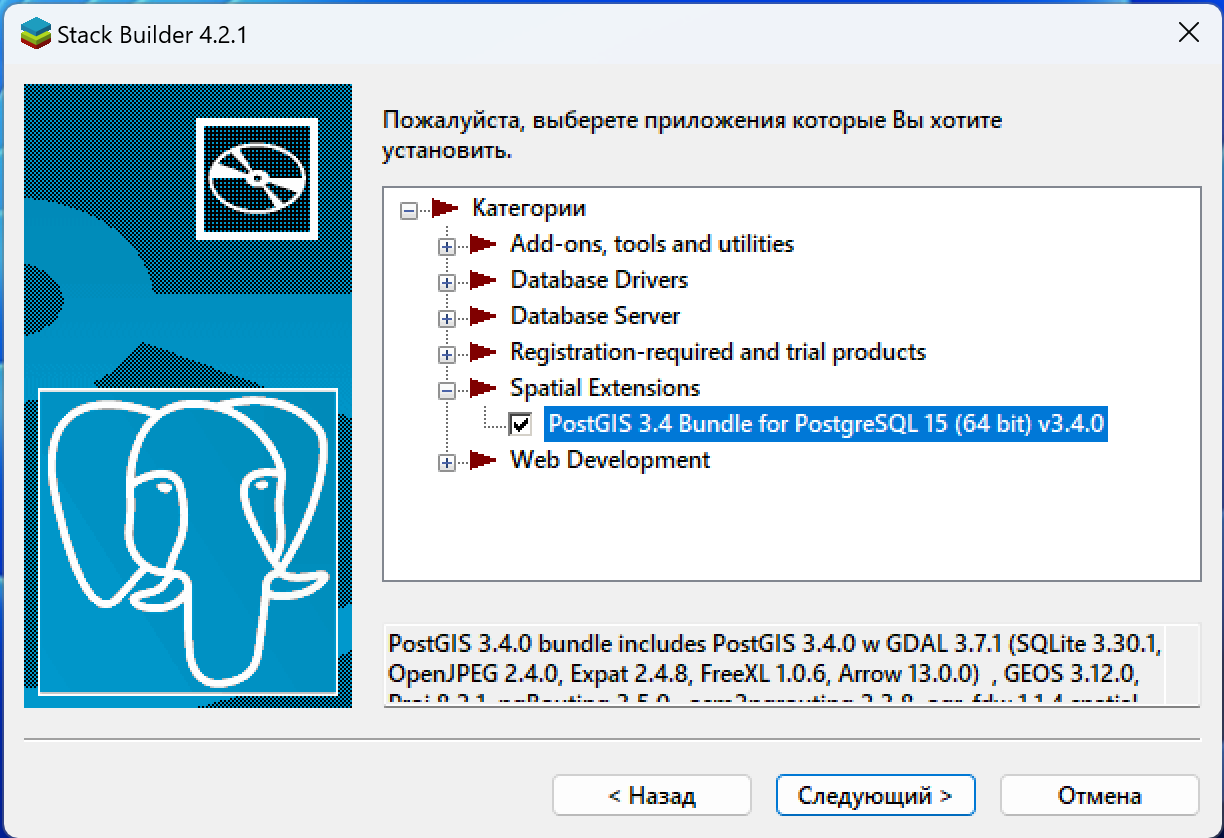 Stack Builder 4.2.1
Пожалуйста, выберете приложения которые Вы хотите
установить.
Категории
Add-ons, tools and utilities
Database Drivers
Database Server
Registration-required and trial products
Spatial Extensions
PostGIS 3.4 Bundle for PostgreSQL 15 (64 bit) v3.4.0
Web Development
PostGIS 3.4.0 bundle includes PostGIS 3.4.0 w GDAL 3.7.1 (SQLite 3.30.1,
OpenJPEG 2.4.0, Expat 2.4.8, FreeXL 1.0.6, Arrow 13.0.0)  , GEOS 3.12.0,
< Назад
Следующий >
Отмена